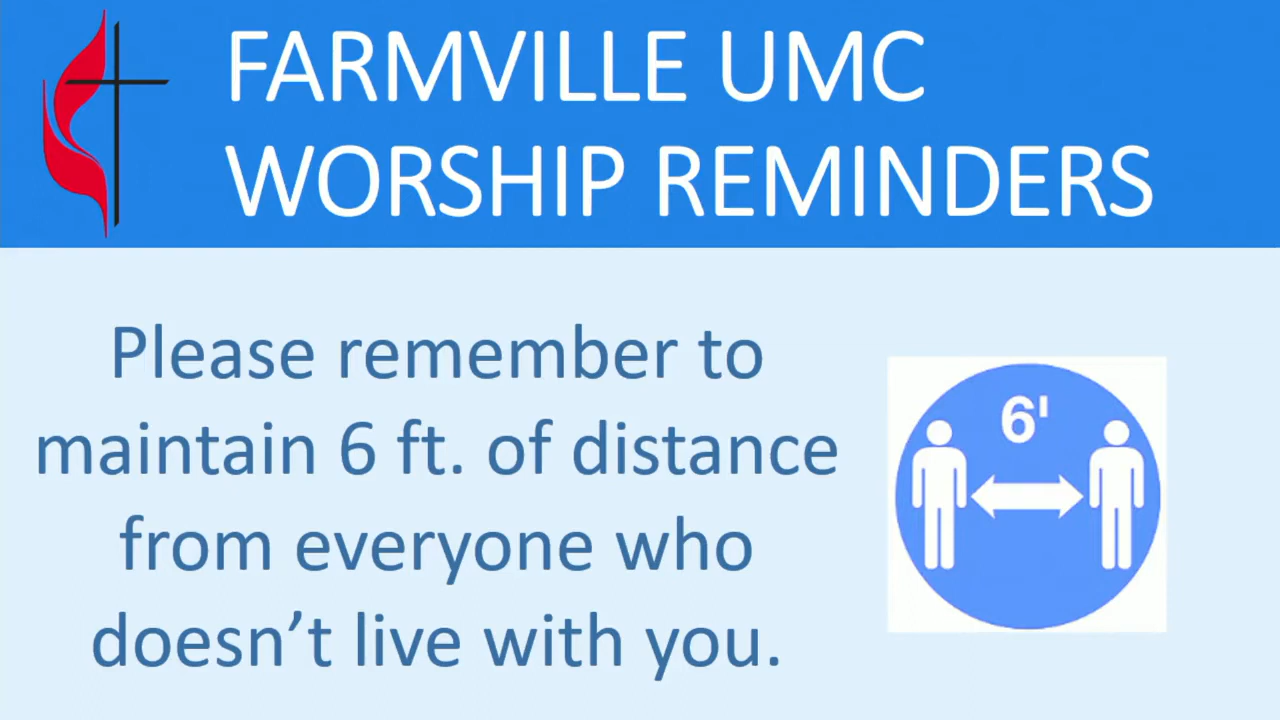 FARMVILLE UMC
WORSHIP REMINDERS
Please remember to
maintain 6 ft. of distance
from everyone who
doesn’t live with you.
6'